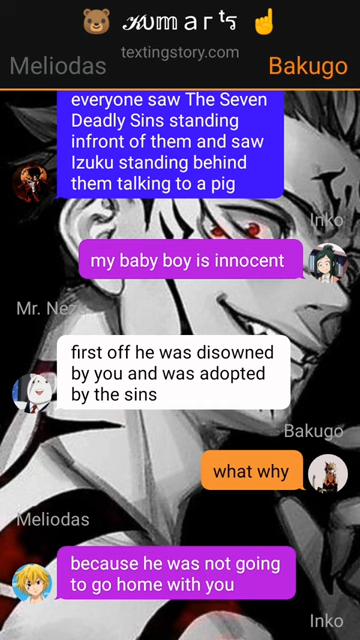 🐻 𝒦υm a r ᵗš ☝
textingstory.com
Meliodas
Bakugo
everyone saw The Seven
Deadly Sins standing
infront of them and saw
Izuku standing behind
them talking to a pig
Inko
my baby boy is innocent
Mr. Nez
first off he was disowned
by you and was adopted
by the sins
Bakugo
what why
Meliodas
because he was not going
to go home with you
Inko